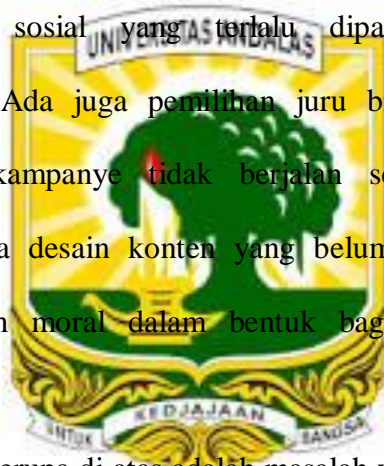 sosial yang terlalu dipa
UNIVERSITAS ANDALAS
Ada juga pemilihan juru b
kampanye tidak berjalan se
a desain konten yang belum
n moral dalam bentuk bag
KEDJAJAAN
UNTUK BANGSA
erupa di atas adalah masalah